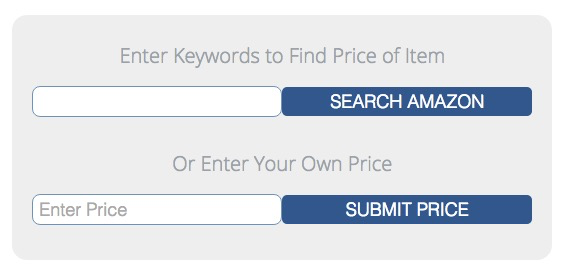 Enter Keywords to Find Price of Item
SEARCH AMAZON
Or Enter Your Own Price
Enter Price SUBMIT PRICE